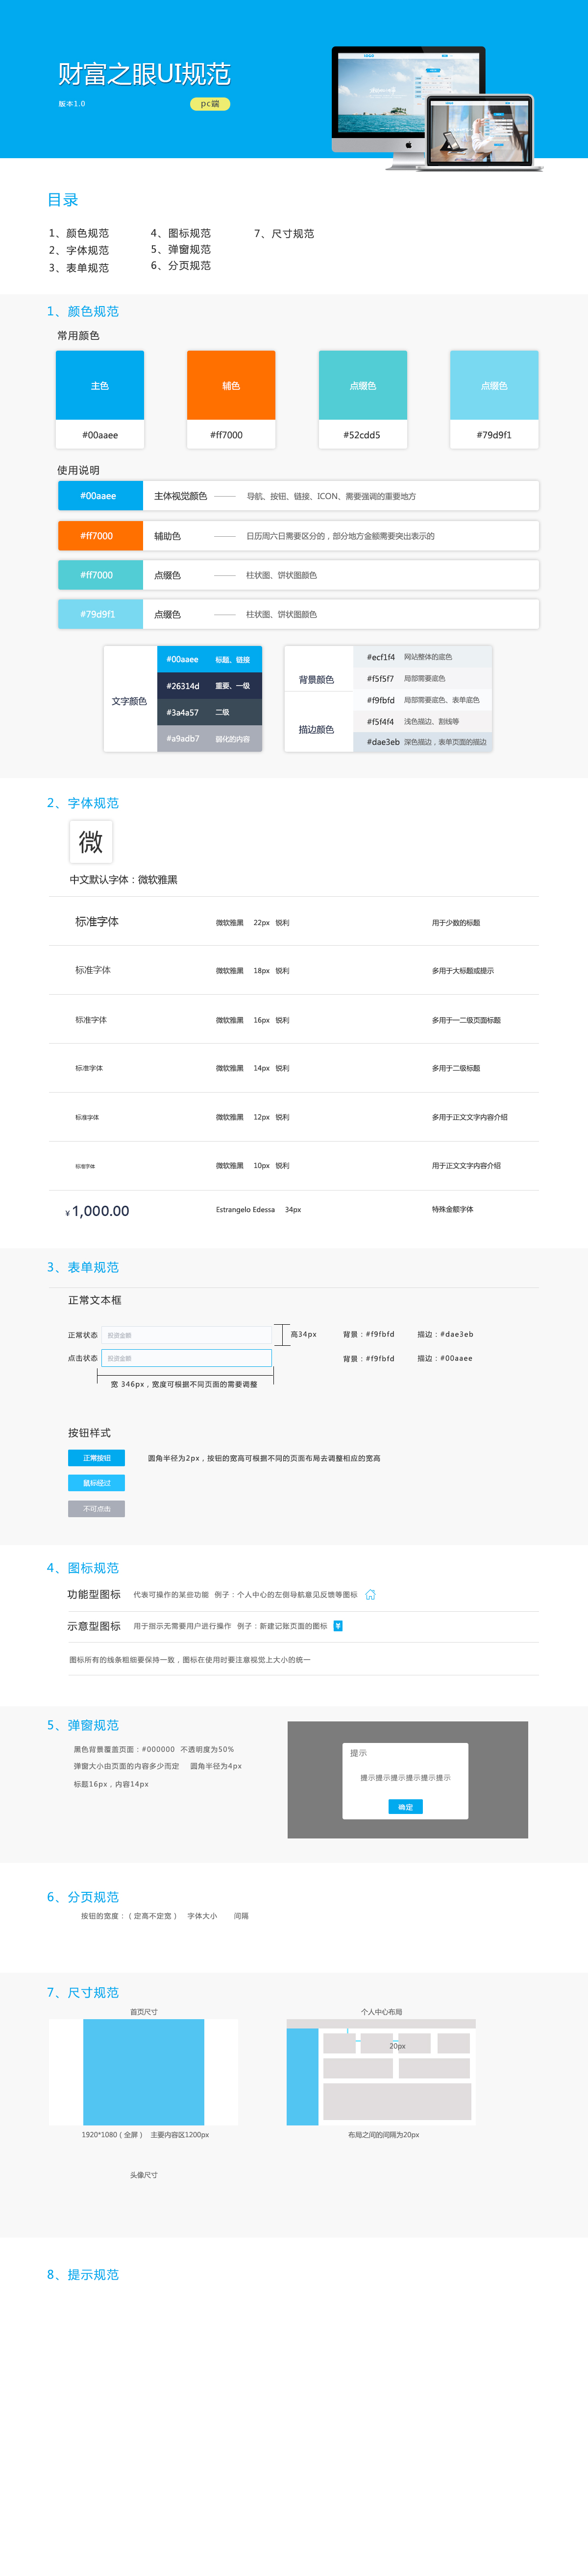 财富之眼UI规范
版本1.0
pc端
目录
1、颜色规范
2、字体规范
3、表单规范
4、图标规范
5、弹窗规范
6、分页规范
7、尺寸规范
1、颜色规范
常用颜色
主色
辅色
点缀色
点缀色
#00aaee
#ff7000
#52cdd5
#79d9f1
使用说明
#00aaee 主体视觉颜色 导航、按钮、链接、ICON、需要强调的重要地方
#ff7000 辅助色 日历周六日需要区分的，部分地方金额需要突出表示的
#ff7000 点缀色 柱状图、饼状图颜色
#79d9f1 点缀色 柱状图、饼状图颜色
文字颜色
#00aaee 标题、链接
#26314d 重要、一级
#3a4a57 二级
#a9adb7 弱化的内容
背景颜色
描边颜色
#ecf1f4 网站整体的底色
#f5f5f7 局部需要底色
#f9fbfd 局部需要底色、表单底色
#f5f4f4 浅色描边、割线等
#dae3eb 深色描边，表单页面的描边
2、字体规范
微
中文默认字体：微软雅黑
标准字体 微软雅黑 22px 锐利 用于少数的标题
标准字体 微软雅黑 18px 锐利 多用于大标题或提示
标准字体 微软雅黑 16px 锐利 多用于一二级页面标题
标准字体 微软雅黑 14px 锐利 多用于二级标题
标准字体 微软雅黑 12px 锐利 多用于正文文字内容介绍
标准字体 微软雅黑 10px 锐利 用于正文文字内容介绍
¥1,000.00 Estrangelo Edessa 34px 特殊金额字体
3、表单规范
正常文本框
正常状态 投资金额 高34px 背景：#f9fbfd 描边：#dae3eb
点击状态 投资金额 背景：#f9fbfd 描边：#00aaee
宽 346px，宽度可根据不同页面的需要调整
按钮样式
正常按钮 圆角半径为2px，按钮的宽高可根据不同的页面布局去调整相应的宽高
鼠标经过
不可点击
4、图标规范
功能型图标 代表可操作的某些功能 例子：个人中心的左侧导航意见反馈等图标
示意型图标 用于指示无需要用户进行操作 例子：新建记账页面的图标 ¥
图标所有的线条粗细要保持一致，图标在使用时要注意视觉上大小的统一
5、弹窗规范
黑色背景覆盖页面：#000000 不透明度为50%
弹窗大小由页面的内容多少而定 圆角半径为4px
标题16px，内容14px
提示
提示提示提示提示提示提示
确定
6、分页规范
按钮的宽度：（定高不定宽） 字体大小 间隔
7、尺寸规范
首页尺寸
1920*1080（全屏） 主要内容区1200px
个人中心布局
20px
布局之间的间隔为20px
头像尺寸
8、提示规范